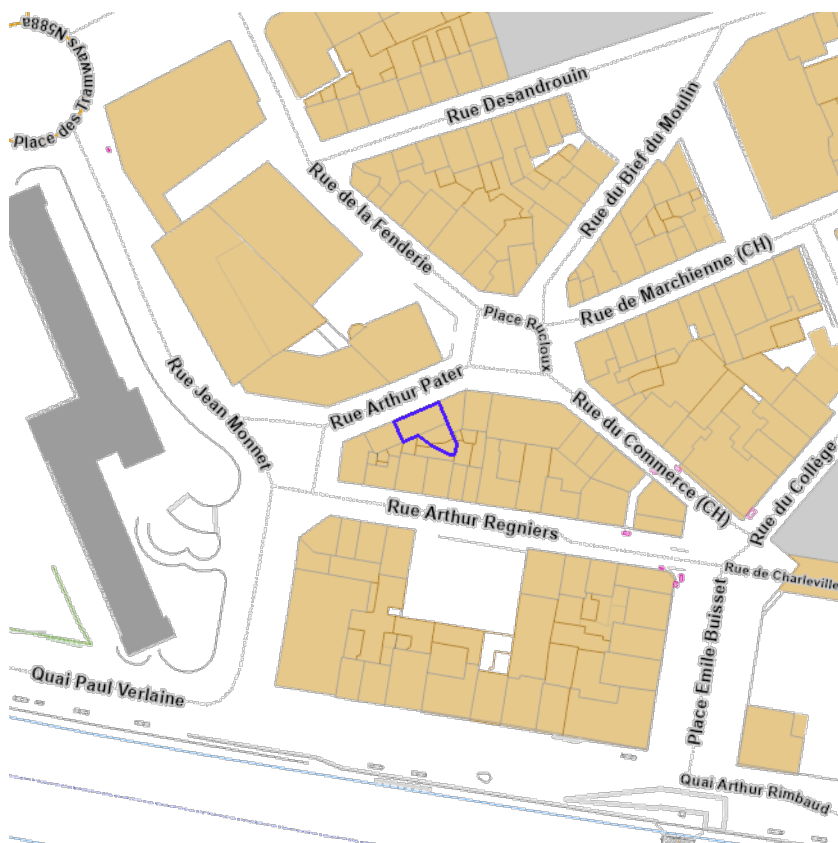 Place des Tramways N588a
Rue Desandrouin
Rue du Bief du Moulin
Rue de la Fenderie
Rue de Marchienne (CH)
Place Rucloux
Rue Jean Monnet
Rue Arthur Pater
Rue du Commerce (CH)
Rue du Collège
Rue Arthur Regniers
Rue de Charleville
Place Emile Buisset
Quai Paul Verlaine
Quai Arthur Rimbaud